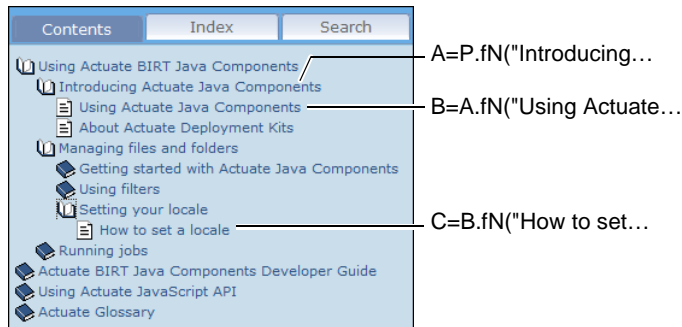 Contents Index Search
Using Actuate BIRT Java Components
Introducing Actuate Java Components
A=P.fN("Introducing…
Using Actuate Java Components
B=A.fN("Using Actuate…
About Actuate Deployment Kits
Managing files and folders
Getting started with Actuate Java Components
Using filters
Setting your locale
How to set a locale
C=B.fN("How to set…
Running jobs
Actuate BIRT Java Components Developer Guide
Using Actuate JavaScript API
Actuate Glossary